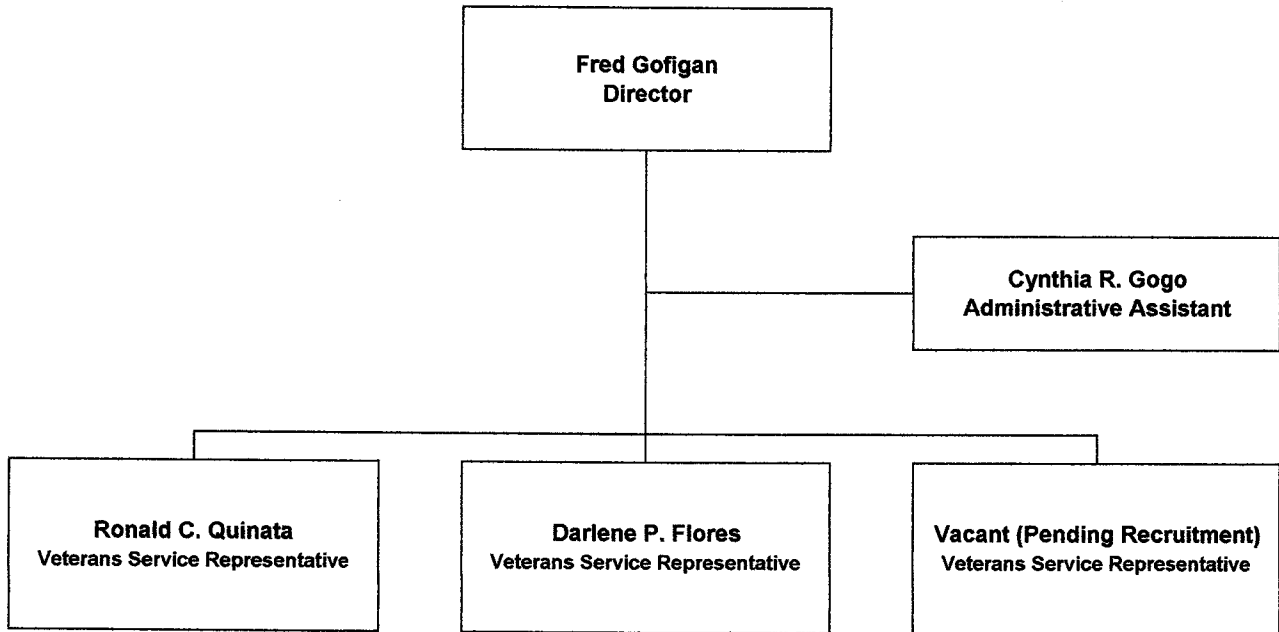 Fred Gofigan
Director
Cynthia R. Gogo
Administrative Assistant
Ronald C. Quinata
Veterans Service Representative
Darlene P. Flores
Veterans Service Representative
Vacant (Pending Recruitment)
Veterans Service Representative